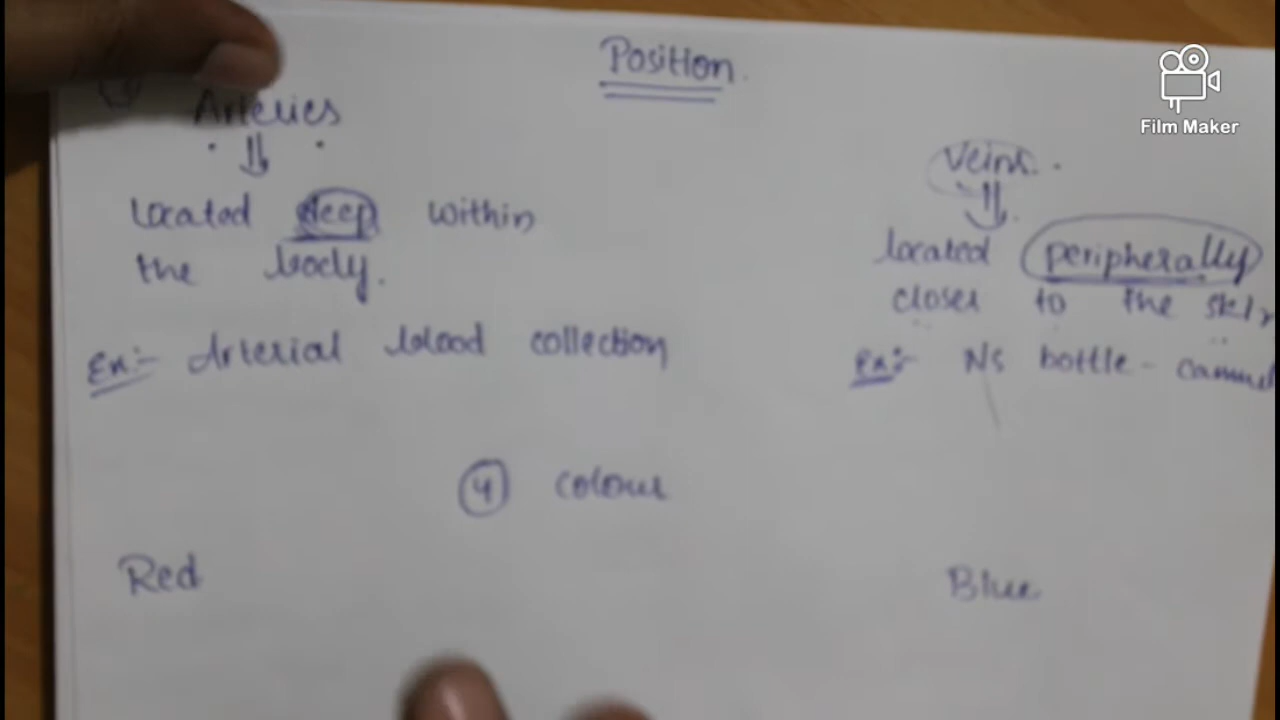 Position.
Film Maker
Arteries
Veins.
located deep within
the body.
located peripherally
closer to the skin
Ex:- Arterial blood collection
Ex:- Ns bottle -
4 colour
Red
Blue